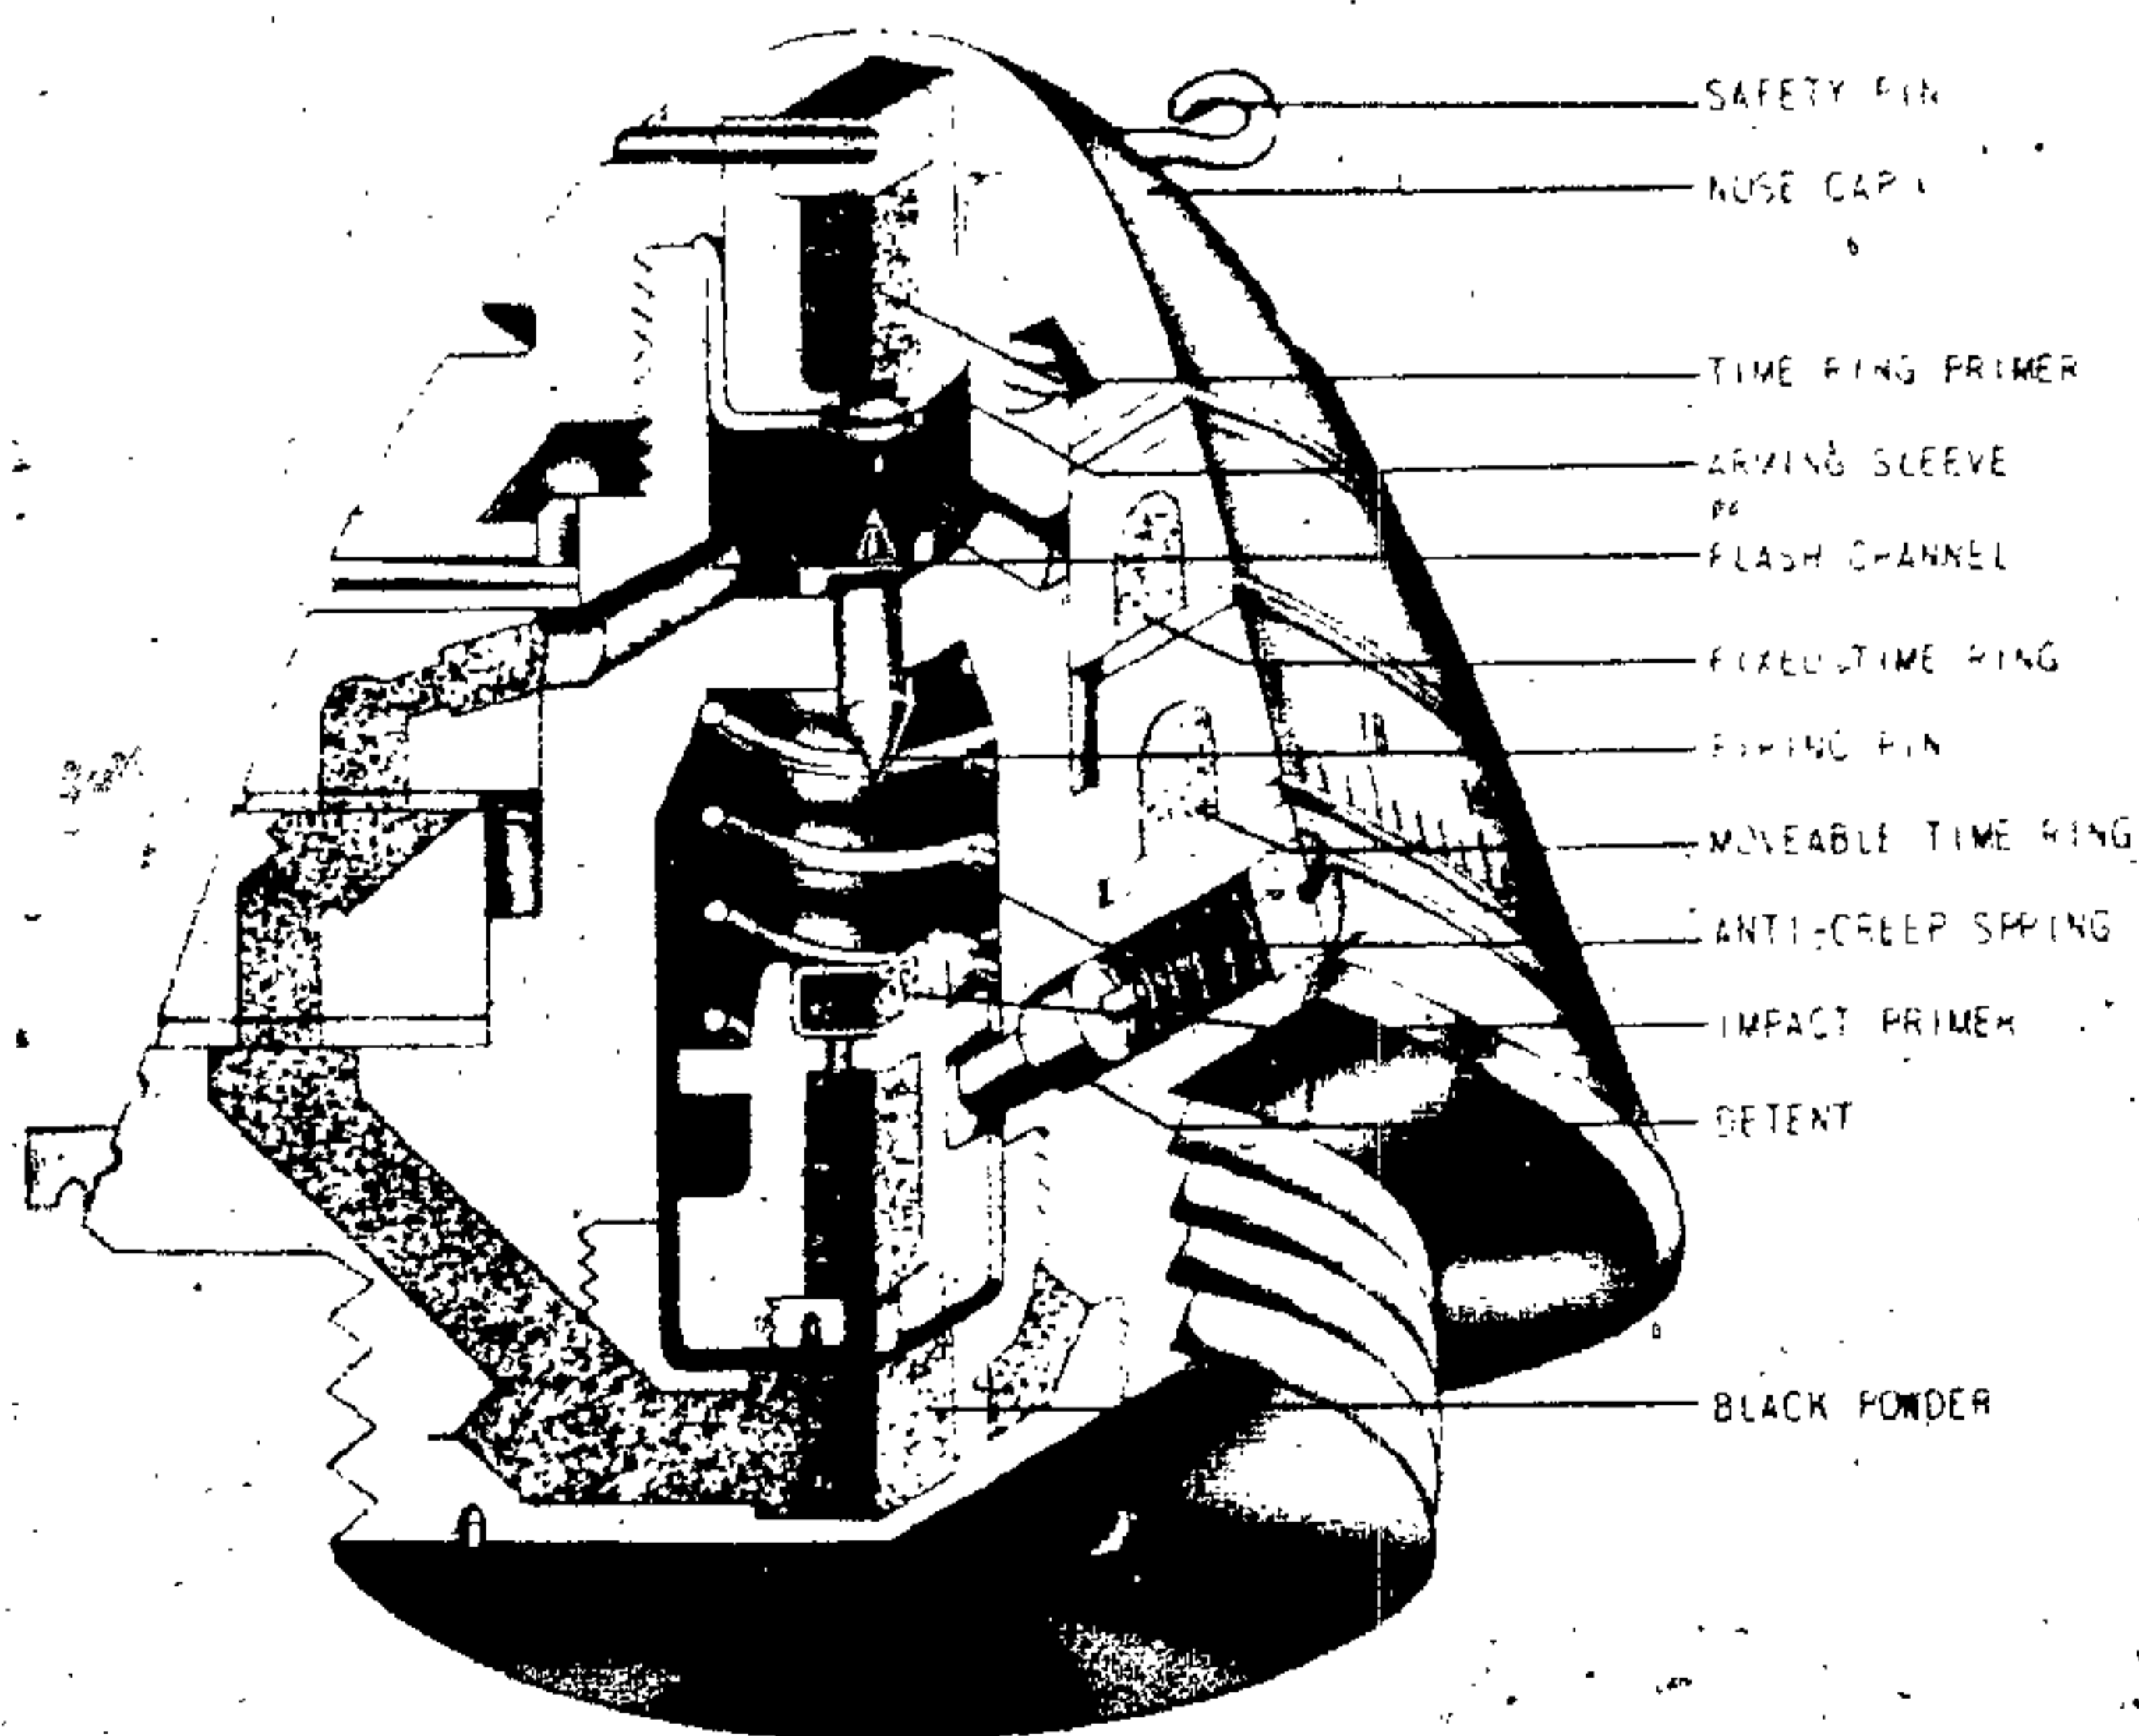 SAFETY PIN
NOSE CAP
TIME RING PRIMER
ARMING SLEEVE
FLASH CHANNEL
FIXED TIME RING
FIRING PIN
MOVEABLE TIME RING
ANTI-CREEP SPRING
IMPACT PRIMER
DETENT
BLACK POWDER